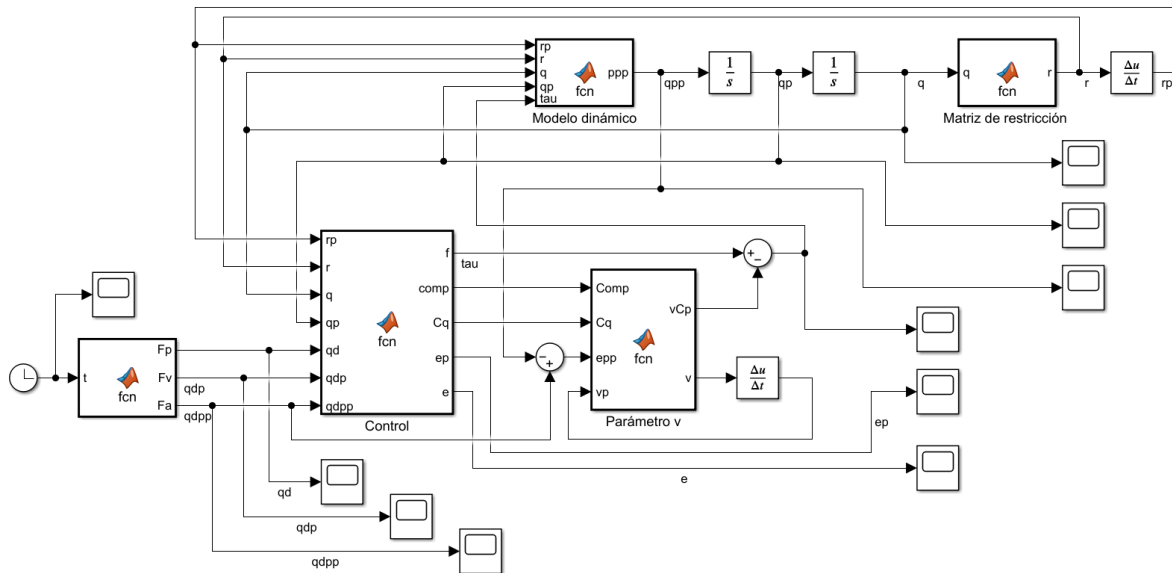 rp
r
q
qp
tau
ppp
fcn
Modelo dinámico
qpp
1
s
qp
1
s
q
q
r
fcn
Matriz de restricción
r
Δu
Δt
rp
rp
r
q
qp
qd
qdp
qdpp
f
comp
Cq
ep
e
fcn
Control
tau
+
−
Comp
Cq
epp
vp
vCp
v
fcn
Parámetro v
−
+
Δu
Δt
t
fcn
Fp
Fv
Fa
qdp
qdpp
ep
e
qd
qdp
qdpp